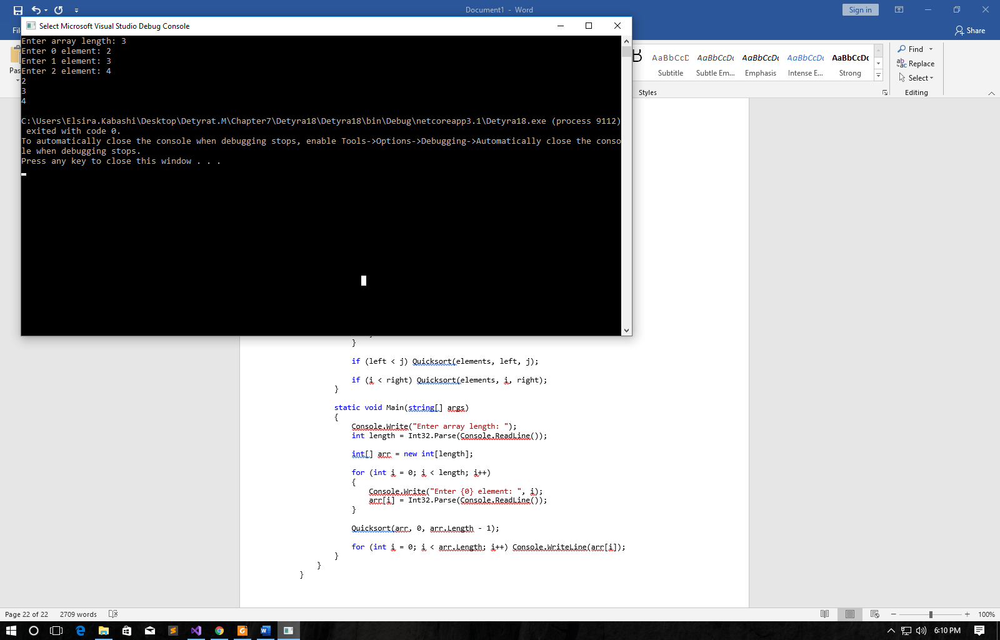 Document1 - Word
Sign in
Fil
Share
Select Microsoft Visual Studio Debug Console
Enter array length: 3
Enter 0 element: 2
Enter 1 element: 3
Enter 2 element: 4
2
3
4
C:\Users\Elsira.Kabashi\Desktop\Detyrat.M\Chapter7\Detyra18\Detyra18\bin\Debug\netcoreapp3.1\Detyra18.exe (process 9112)
exited with code 0.
To automatically close the console when debugging stops, enable Tools->Options->Debugging->Automatically close the conso
le when debugging stops.
Press any key to close this window . . .
Pas
AaBbCcD AaBbCcDc AaBbCcDc AaBbCcDc AaBbCcDc
Subtitle Subtle Em... Emphasis Intense E... Strong
Styles
Find
Replace
Select
Editing
}
if (left < j) Quicksort(elements, left, j);
if (i < right) Quicksort(elements, i, right);
}
static void Main(string[] args)
{
Console.Write("Enter array length: ");
int length = Int32.Parse(Console.ReadLine());
int[] arr = new int[length];
for (int i = 0; i < length; i++)
{
Console.Write("Enter {0} element: ", i);
arr[i] = Int32.Parse(Console.ReadLine());
}
Quicksort(arr, 0, arr.Length - 1);
for (int i = 0; i < arr.Length; i++) Console.WriteLine(arr[i]);
}
}
}
Page 22 of 22 2709 words
100%
6:10 PM